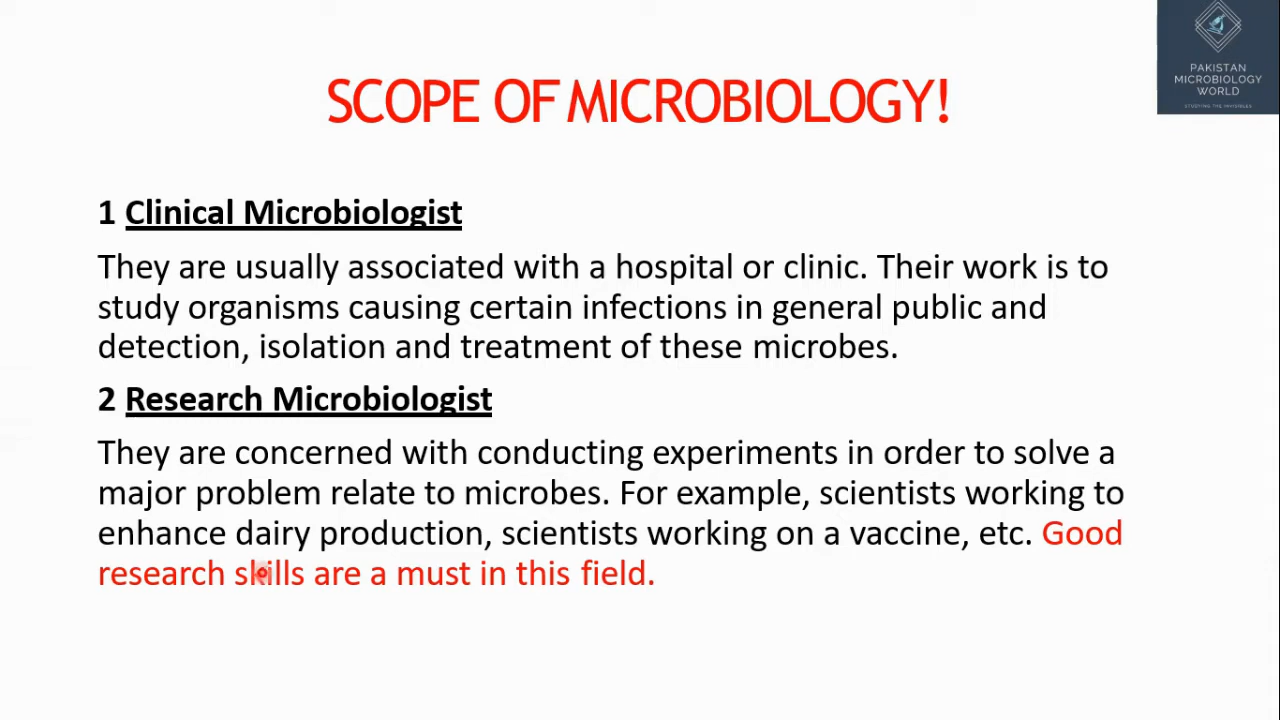 PAKISTAN
MICROBIOLOGY
WORLD
STUDYING THE INVISIBLES
SCOPE OF MICROBIOLOGY!
1 Clinical Microbiologist
They are usually associated with a hospital or clinic. Their work is to
study organisms causing certain infections in general public and
detection, isolation and treatment of these microbes.
2 Research Microbiologist
They are concerned with conducting experiments in order to solve a
major problem relate to microbes. For example, scientists working to
enhance dairy production, scientists working on a vaccine, etc. Good
research skills are a must in this field.